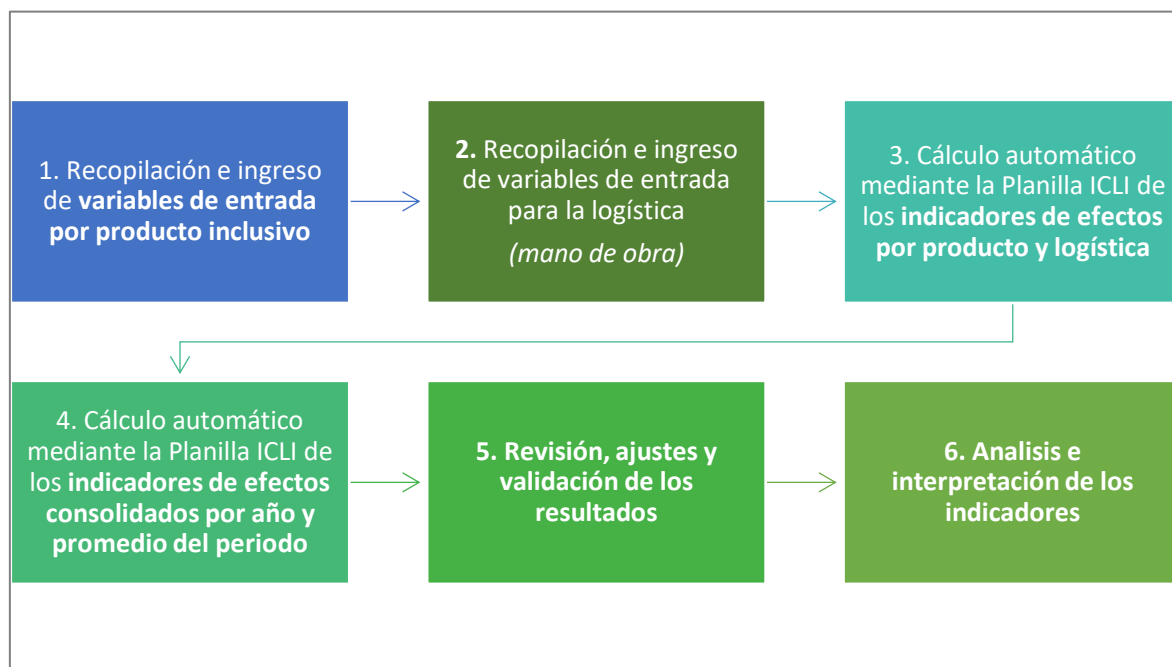 1. Recopilación e ingreso
de variables de entrada
por producto inclusivo
2. Recopilación e ingreso
de variables de entrada
para la logística
(mano de obra)
3. Cálculo automático
mediante la Planilla ICLI de
los indicadores de efectos
por producto y logística
4. Cálculo automático
mediante la Planilla ICLI de
los indicadores de efectos
consolidados por año y
promedio del periodo
5. Revisión, ajustes y
validación de los
resultados
6. Analisis e
interpretación de los
indicadores